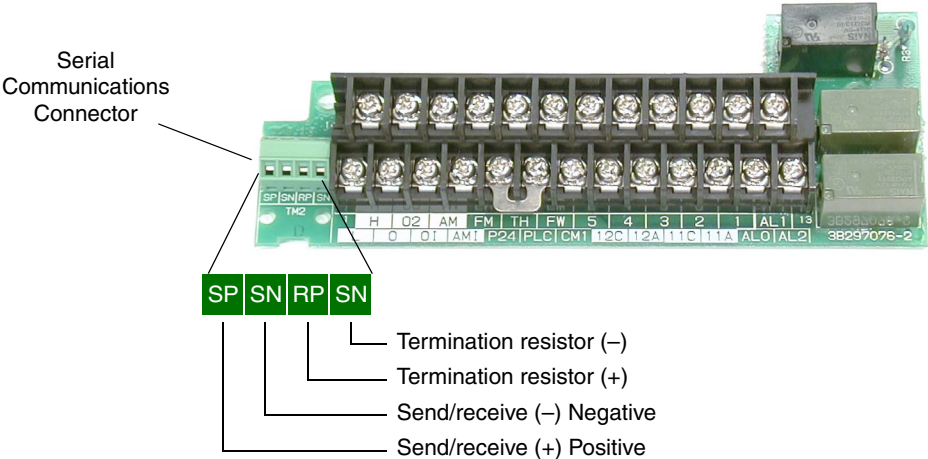 Serial
Communications
Connector
NAIS
SP SN RP SN
TM2
H O2 AM FM TH FW 5 4 3 2 1 AL1 13
L O OI AMI P24 PLC CM1 12C 12A 11C 11A AL0 AL2 3B297076-2
SP SN RP SN
Termination resistor (–)
Termination resistor (+)
Send/receive (–) Negative
Send/receive (+) Positive